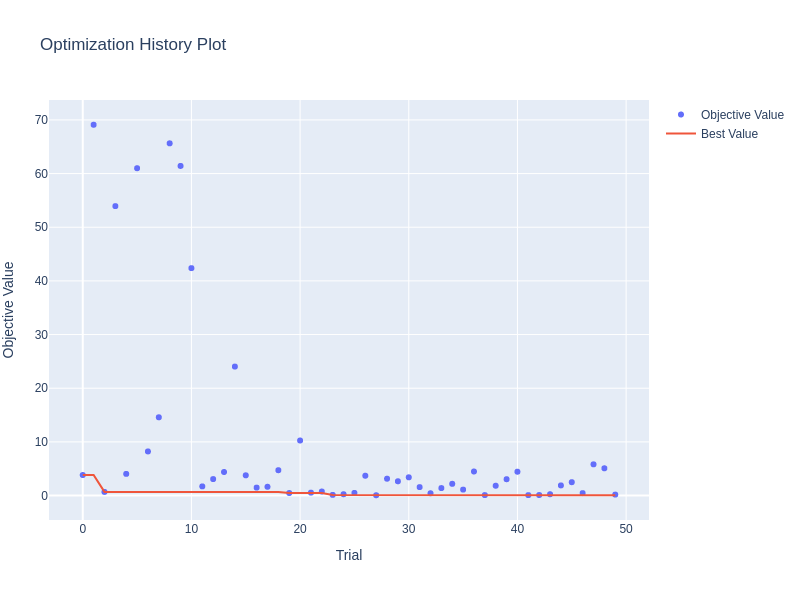 Optimization History Plot
Objective Value
Best Value
70
60
50
40
30
20
10
0
Objective Value
0 10 20 30 40 50
Trial